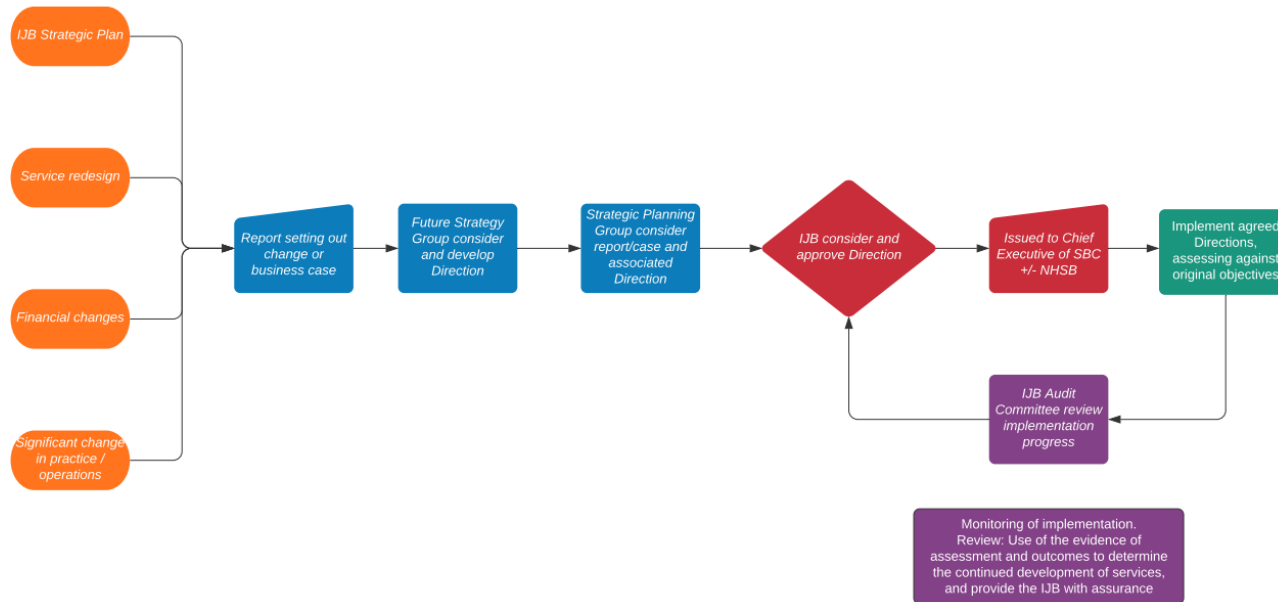 IJB Strategic Plan
Service redesign
Financial changes
Significant change
in practice /
operations
Report setting out
change or
business case
Future Strategy
Group consider
and develop
Direction
Strategic Planning
Group consider
report/case and
associated
Direction
IJB consider and
approve Direction
Issued to Chief
Executive of SBC
+/- NHSB
Implement agreed
Directions,
assessing against
original objectives
IJB Audit
Committee review
implementation
progress
Monitoring of implementation.
Review: Use of the evidence of
assessment and outcomes to determine
the continued development of services,
and provide the IJB with assurance